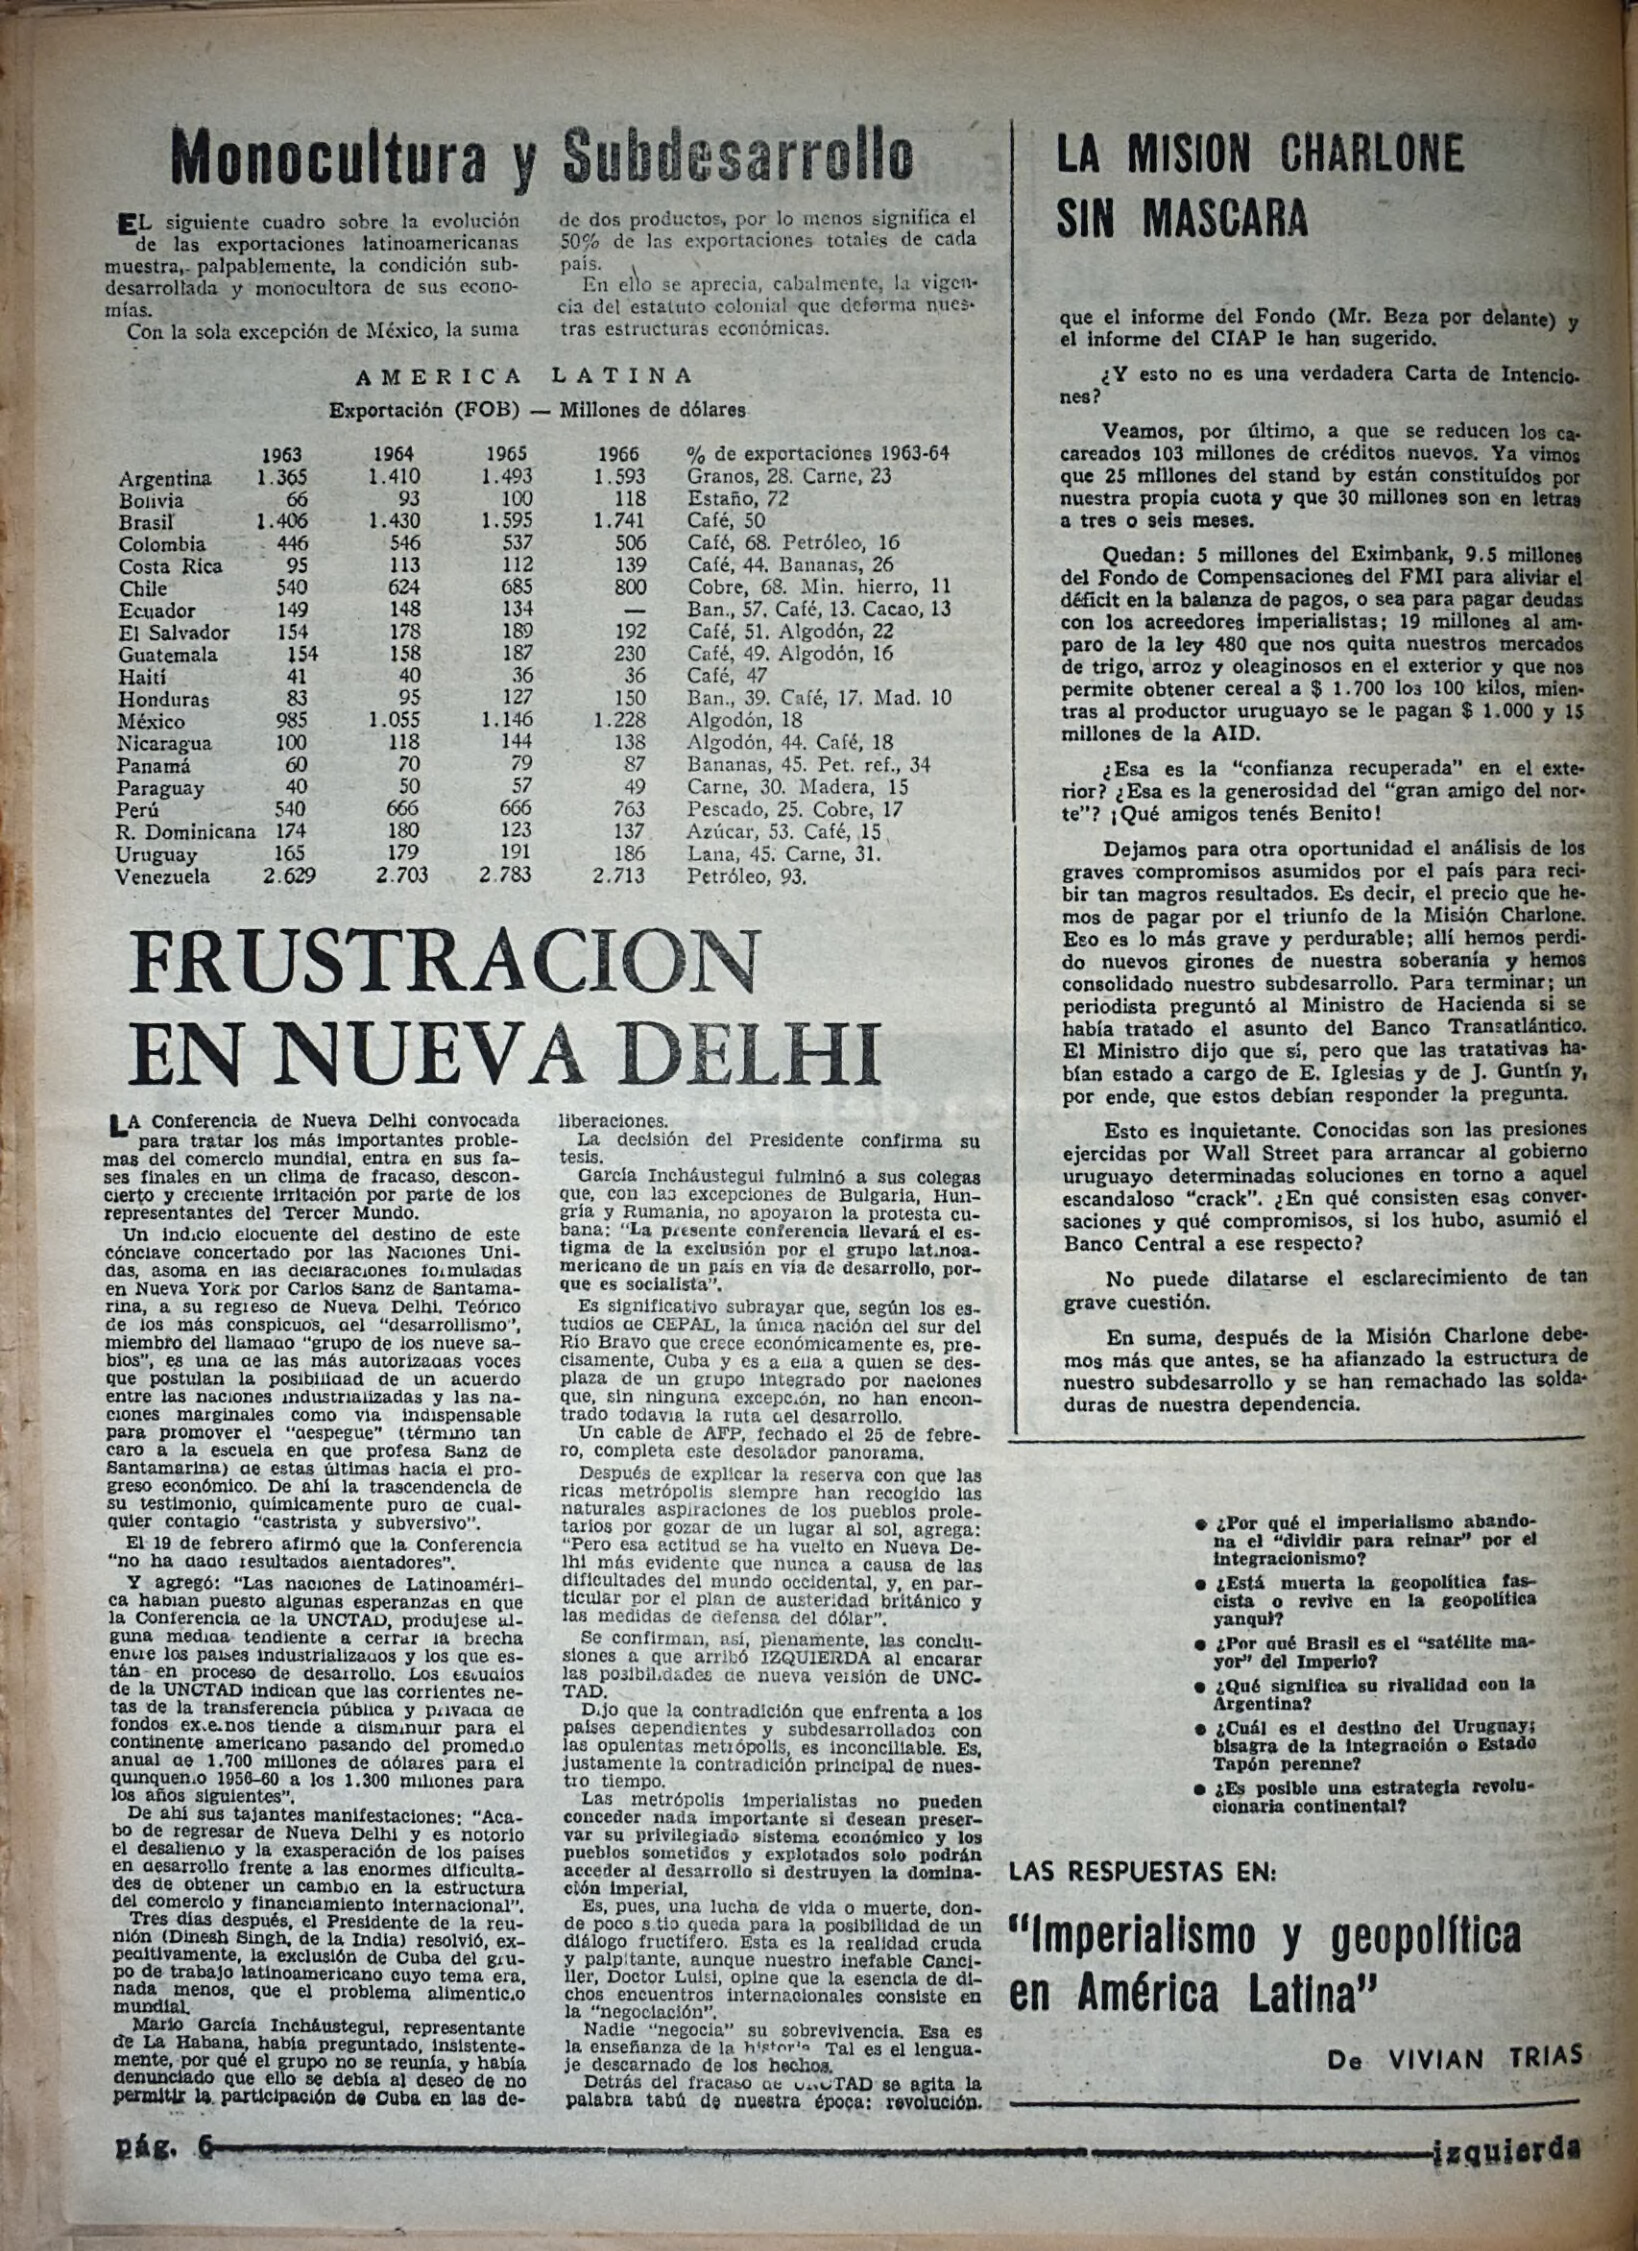 Monocultura y Subdesarrollo
EL siguiente cuadro sobre la evolución
de las exportaciones latinoamericanas
muestra, palpablemente, la condición sub-
desarrollada y monocultora de sus econo-
mías.
Con la sola excepción de México, la suma
de dos productos, por lo menos significa el
50% de las exportaciones totales de cada
país.
En ello se aprecia, cabalmente, la vigen-
cia del estatuto colonial que deforma nues-
tras estructuras económicas.
AMERICA LATINA
Exportación (FOB) — Millones de dólares
1963 1964 1965 1966 % de exportaciones 1963-64
Argentina 1.365 1.410 1.493 1.593 Granos, 28. Carne, 23
Bolivia 66 93 100 118 Estaño, 72
Brasil 1.406 1.430 1.595 1.741 Café, 50
Colombia 446 546 537 506 Café, 68. Petróleo, 16
Costa Rica 95 113 112 139 Café, 44. Bananas, 26
Chile 540 624 685 800 Cobre, 68. Min. hierro, 11
Ecuador 149 148 134 — Ban., 57. Café, 13. Cacao, 13
El Salvador 154 178 189 192 Café, 51. Algodón, 22
Guatemala 154 158 187 230 Café, 49. Algodón, 16
Haití 41 40 36 36 Café, 47
Honduras 83 95 127 150 Ban., 39. Café, 17. Mad. 10
México 985 1.055 1.146 1.228 Algodón, 18
Nicaragua 100 118 144 138 Algodón, 44. Café, 18
Panamá 60 70 79 87 Bananas, 45. Pet. ref., 34
Paraguay 40 50 57 49 Carne, 30. Madera, 15
Perú 540 666 666 763 Pescado, 25. Cobre, 17
R. Dominicana 174 180 123 137 Azúcar, 53. Café, 15
Uruguay 165 179 191 186 Lana, 45. Carne, 31.
Venezuela 2.629 2.703 2.783 2.713 Petróleo, 93.
FRUSTRACION
EN NUEVA DELHI
LA Conferencia de Nueva Delhi convocada
para tratar los más importantes proble-
mas del comercio mundial, entra en sus fa-
ses finales en un clima de fracaso, descon-
cierto y creciente irritación por parte de los
representantes del Tercer Mundo.
Un indicio elocuente del destino de este
cónclave concertado por las Naciones Uni-
das, asoma en las declaraciones formuladas
en Nueva York por Carlos Sanz de Santama-
rina, a su regreso de Nueva Delhi. Teórico
de los más conspicuos, del "desarrollismo",
miembro del llamado "grupo de los nueve sa-
bios", es una de las más autorizadas voces
que postulan la posibilidad de un acuerdo
entre las naciones industrializadas y las na-
ciones marginales como vía indispensable
para promover el "despegue" (término tan
caro a la escuela en que profesa Sanz de
Santamarina) de estas últimas hacia el pro-
greso económico. De ahí la trascendencia de
su testimonio, químicamente puro de cual-
quier contagio "castrista y subversivo".
El 19 de febrero afirmó que la Conferencia
"no ha dado resultados alentadores".
Y agregó: "Las naciones de Latinoaméri-
ca habían puesto algunas esperanzas en que
la Conferencia de la UNCTAD, produjese al-
guna medida tendiente a cerrar la brecha
entre los países industrializados y los que es-
tán en proceso de desarrollo. Los estudios
de la UNCTAD indican que las corrientes ne-
tas de la transferencia pública y privada de
fondos externos tiende a disminuir para el
continente americano pasando del promedio
anual de 1.700 millones de dólares para el
quinquenio 1956-60 a los 1.300 millones para
los años siguientes".
De ahí sus tajantes manifestaciones: "Aca-
bo de regresar de Nueva Delhi y es notorio
el desaliento y la exasperación de los países
en desarrollo frente a las enormes dificulta-
des de obtener un cambio en la estructura
del comercio y financiamiento internacional".
Tres días después, el Presidente de la reu-
nión (Dinesh Singh, de la India) resolvió, ex-
peditivamente, la exclusión de Cuba del gru-
po de trabajo latinoamericano cuyo tema era,
nada menos, que el problema alimenticio
mundial.
Mario García Incháustegui, representante
de La Habana, había preguntado, insistente-
mente, por qué el grupo no se reunía, y había
denunciado que ello se debía al deseo de no
permitir la participación de Cuba en las de-
liberaciones.
La decisión del Presidente confirma su
tesis.
García Incháustegui fulminó a sus colegas
que, con las excepciones de Bulgaria, Hun-
gría y Rumania, no apoyaron la protesta cu-
bana: "La presente conferencia llevará el es-
tigma de la exclusión por el grupo latinoa-
mericano de un país en vía de desarrollo, por-
que es socialista".
Es significativo subrayar que, según los es-
tudios de CEPAL, la única nación del sur del
Río Bravo que crece económicamente es, pre-
cisamente, Cuba y es a ella a quien se des-
plaza de un grupo integrado por naciones
que, sin ninguna excepción, no han encon-
trado todavía la ruta del desarrollo.
Un cable de AFP, fechado el 25 de febre-
ro, completa este desolador panorama.
Después de explicar la reserva con que las
ricas metrópolis siempre han recogido las
naturales aspiraciones de los pueblos prole-
tarios por gozar de un lugar al sol, agrega:
"Pero esa actitud se ha vuelto en Nueva De-
lhi más evidente que nunca a causa de las
dificultades del mundo occidental, y, en par-
ticular por el plan de austeridad británico y
las medidas de defensa del dólar".
Se confirman, así, plenamente, las conclu-
siones a que arribó IZQUIERDA al encarar
las posibilidades de nueva versión de UNC-
TAD.
Dijo que la contradicción que enfrenta a los
países dependientes y subdesarrollados con
las opulentas metrópolis, es inconciliable. Es,
justamente la contradicción principal de nues-
tro tiempo.
Las metrópolis imperialistas no pueden
conceder nada importante si desean preser-
var su privilegiado sistema económico y los
pueblos sometidos y explotados solo podrán
acceder al desarrollo si destruyen la domina-
ción imperial,
Es, pues, una lucha de vida o muerte, don-
de poco sitio queda para la posibilidad de un
diálogo fructífero. Esta es la realidad cruda
y palpitante, aunque nuestro inefable Canci-
ller, Doctor Luisi, opine que la esencia de di-
chos encuentros internacionales consiste en
la "negociación".
Nadie "negocia" su sobrevivencia. Esa es
la enseñanza de la historia Tal es el lengua-
je descarnado de los hechos.
Detrás del fracaso de UNCTAD se agita la
palabra tabú de nuestra época: revolución.
LA MISION CHARLONE
SIN MASCARA
que el informe del Fondo (Mr. Beza por delante) y
el informe del CIAP le han sugerido.
¿Y esto no es una verdadera Carta de Intencio-
nes?
Veamos, por último, a que se reducen los ca-
careados 103 millones de créditos nuevos. Ya vimos
que 25 millones del stand by están constituídos por
nuestra propia cuota y que 30 millones son en letras
a tres o seis meses.
Quedan: 5 millones del Eximbank, 9.5 millones
del Fondo de Compensaciones del FMI para aliviar el
déficit en la balanza de pagos, o sea para pagar deudas
con los acreedores imperialistas; 19 millones al am-
paro de la ley 480 que nos quita nuestros mercados
de trigo, arroz y oleaginosos en el exterior y que nos
permite obtener cereal a $ 1.700 los 100 kilos, mien-
tras al productor uruguayo se le pagan $ 1.000 y 15
millones de la AID.
¿Esa es la "confianza recuperada" en el exte-
rior? ¿Esa es la generosidad del "gran amigo del nor-
te"? ¡Qué amigos tenés Benito!
Dejamos para otra oportunidad el análisis de los
graves compromisos asumidos por el país para reci-
bir tan magros resultados. Es decir, el precio que he-
mos de pagar por el triunfo de la Misión Charlone.
Eso es lo más grave y perdurable; allí hemos perdi-
do nuevos girones de nuestra soberanía y hemos
consolidado nuestro subdesarrollo. Para terminar; un
periodista preguntó al Ministro de Hacienda si se
había tratado el asunto del Banco Transatlántico.
El Ministro dijo que sí, pero que las tratativas ha-
bían estado a cargo de E. Iglesias y de J. Guntín y,
por ende, que estos debían responder la pregunta.
Esto es inquietante. Conocidas son las presiones
ejercidas por Wall Street para arrancar al gobierno
uruguayo determinadas soluciones en torno a aquel
escandaloso "crack". ¿En qué consisten esas conver-
saciones y qué compromisos, si los hubo, asumió el
Banco Central a ese respecto?
No puede dilatarse el esclarecimiento de tan
grave cuestión.
En suma, después de la Misión Charlone debe-
mos más que antes, se ha afianzado la estructura de
nuestro subdesarrollo y se han remachado las solda-
duras de nuestra dependencia.
● ¿Por qué el imperialismo abando-
na el "dividir para reinar" por el
integracionismo?
● ¿Está muerta la geopolítica fas-
cista o revive en la geopolítica
yanqui?
● ¿Por qué Brasil es el "satélite ma-
yor" del Imperio?
● ¿Qué significa su rivalidad con la
Argentina?
● ¿Cuál es el destino del Uruguay;
bisagra de la integración o Estado
Tapón perenne?
● ¿Es posible una estrategia revolu-
cionaria continental?
LAS RESPUESTAS EN:
"Imperialismo y geopolítica
en América Latina"
De VIVIAN TRIAS
pág. 6
izquierda